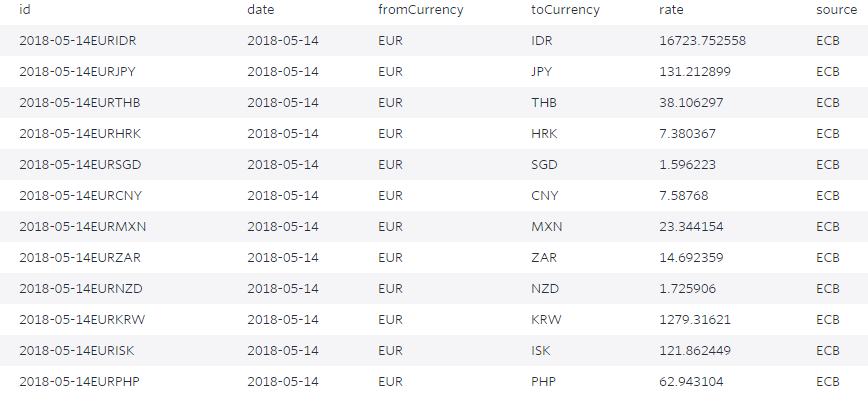 id date fromCurrency toCurrency rate source
2018-05-14EURIDR 2018-05-14 EUR IDR 16723.752558 ECB
2018-05-14EURJPY 2018-05-14 EUR JPY 131.212899 ECB
2018-05-14EURTHB 2018-05-14 EUR THB 38.106297 ECB
2018-05-14EURHRK 2018-05-14 EUR HRK 7.380367 ECB
2018-05-14EURSGD 2018-05-14 EUR SGD 1.596223 ECB
2018-05-14EURCNY 2018-05-14 EUR CNY 7.58768 ECB
2018-05-14EURMXN 2018-05-14 EUR MXN 23.344154 ECB
2018-05-14EURZAR 2018-05-14 EUR ZAR 14.692359 ECB
2018-05-14EURNZD 2018-05-14 EUR NZD 1.725906 ECB
2018-05-14EURKRW 2018-05-14 EUR KRW 1279.31621 ECB
2018-05-14EURISK 2018-05-14 EUR ISK 121.862449 ECB
2018-05-14EURPHP 2018-05-14 EUR PHP 62.943104 ECB